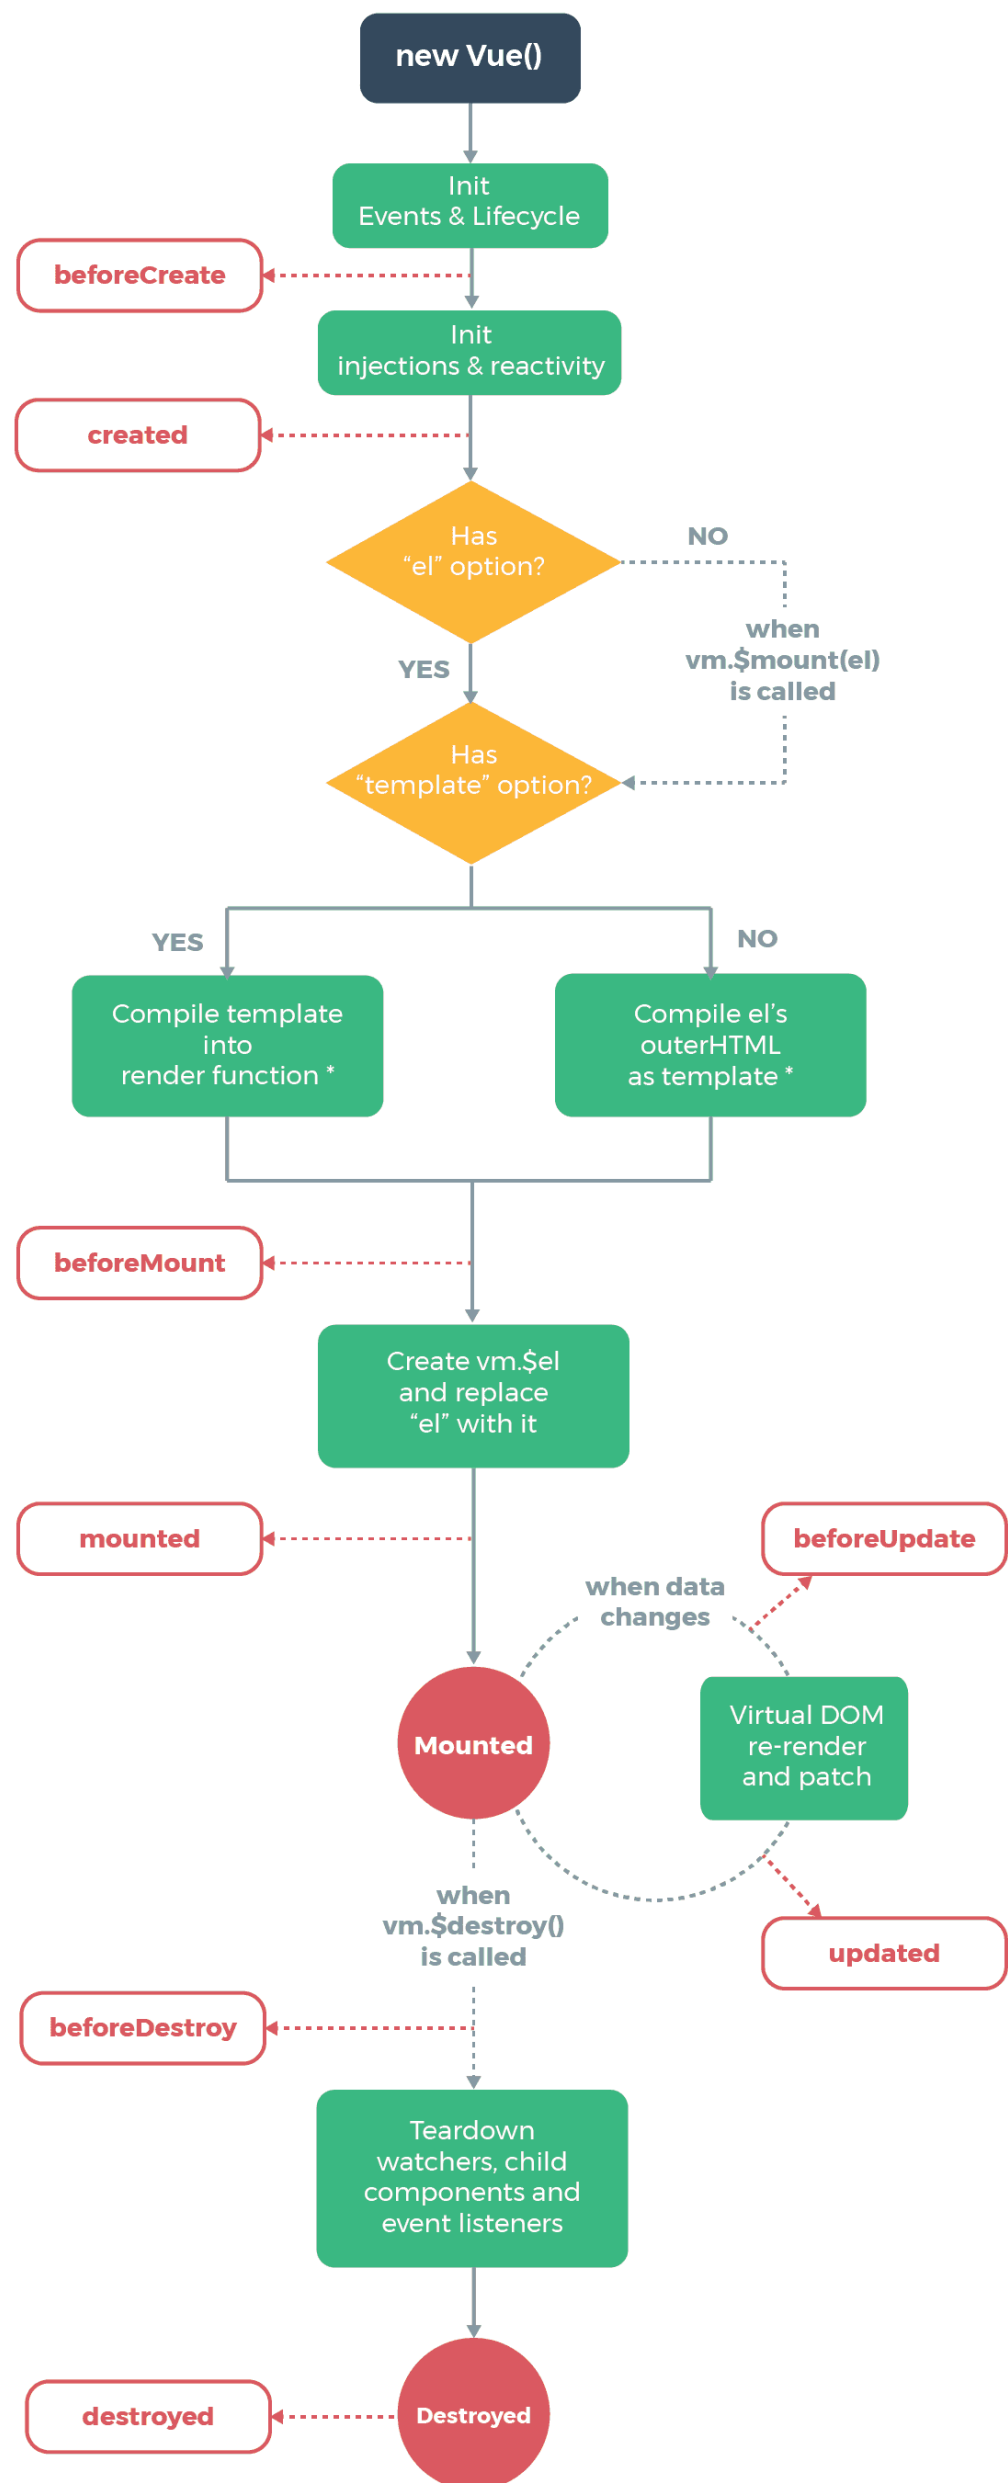 new Vue()
Init
Events & Lifecycle
beforeCreate
Init
injections & reactivity
created
Has
“el” option?
NO
when
vm.$mount(el)
is called
YES
Has
“template” option?
YES
NO
Compile template
into
render function *
Compile el’s
outerHTML
as template *
beforeMount
Create vm.$el
and replace
“el” with it
mounted
beforeUpdate
when data
changes
Mounted
Virtual DOM
re-render
and patch
when
vm.$destroy()
is called
updated
beforeDestroy
Teardown
watchers, child
components and
event listeners
destroyed
Destroyed